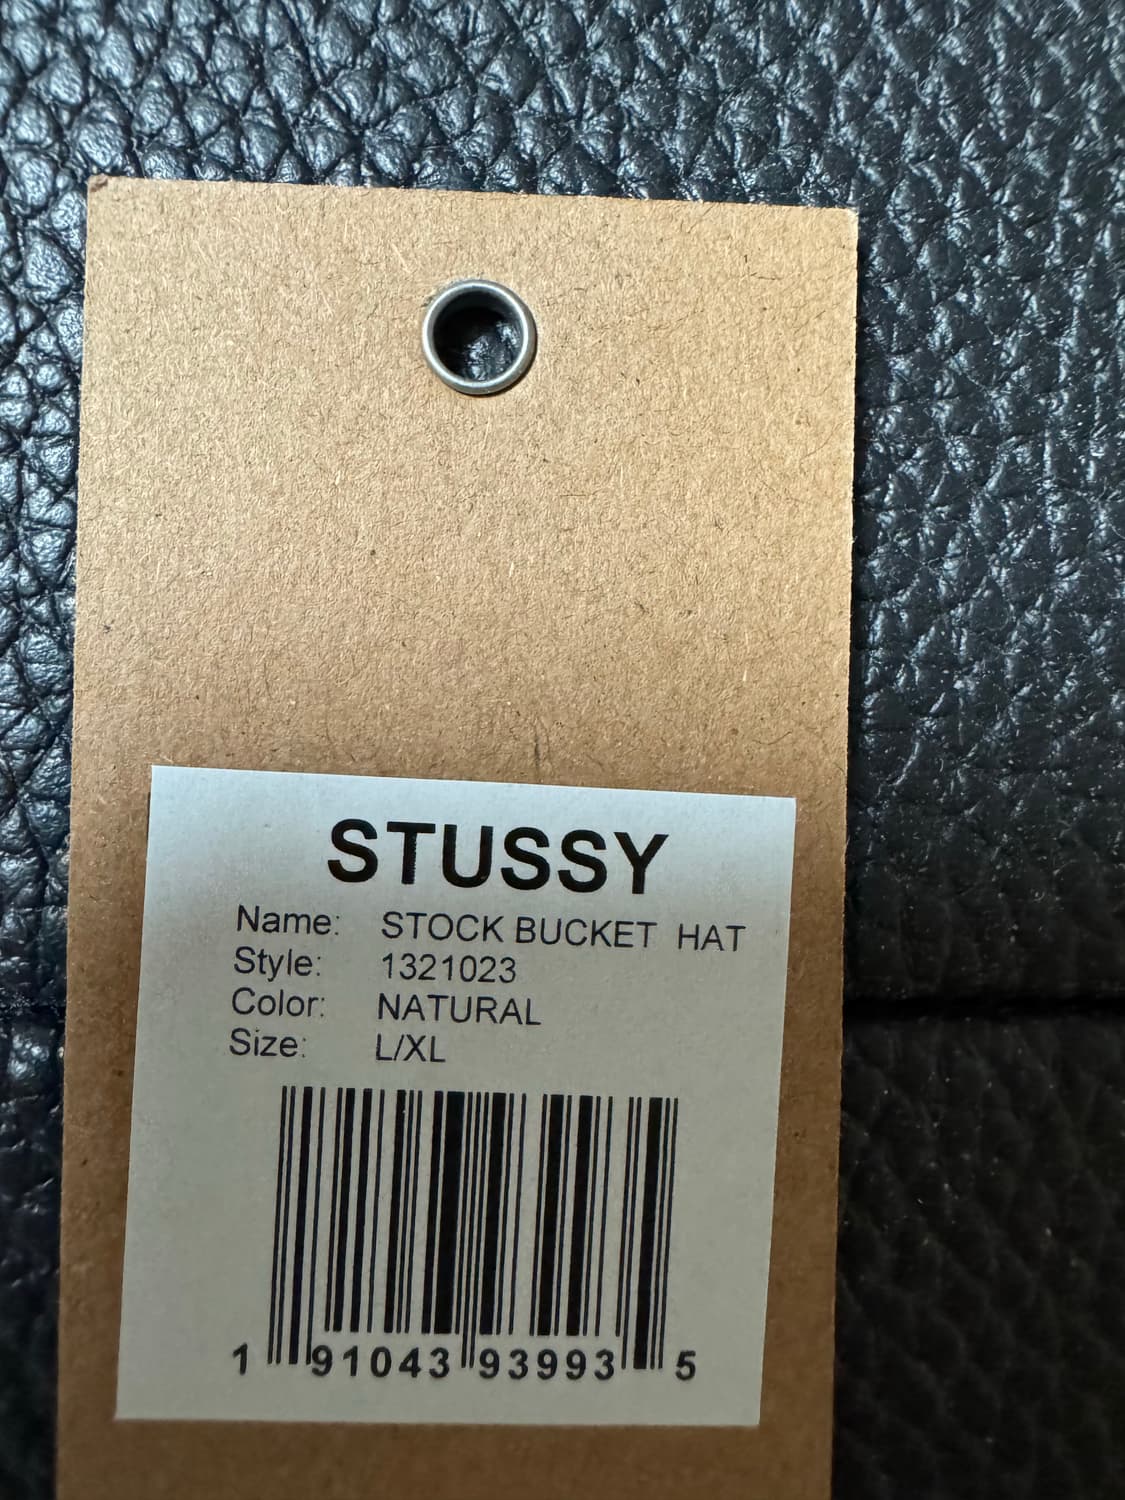 STUSSY
Name: STOCK BUCKET HAT
Style: 1321023
Color: NATURAL
Size: L/XL
1 91043 93993 5